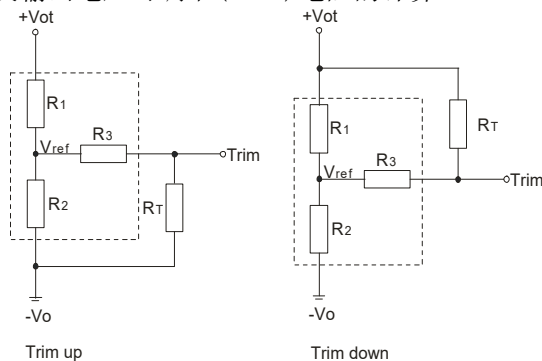 +Vot
R1
Vref
R3
Trim
R2
RT
-Vo
Trim up
+Vot
R1
RT
Vref
R3
Trim
R2
-Vo
Trim down